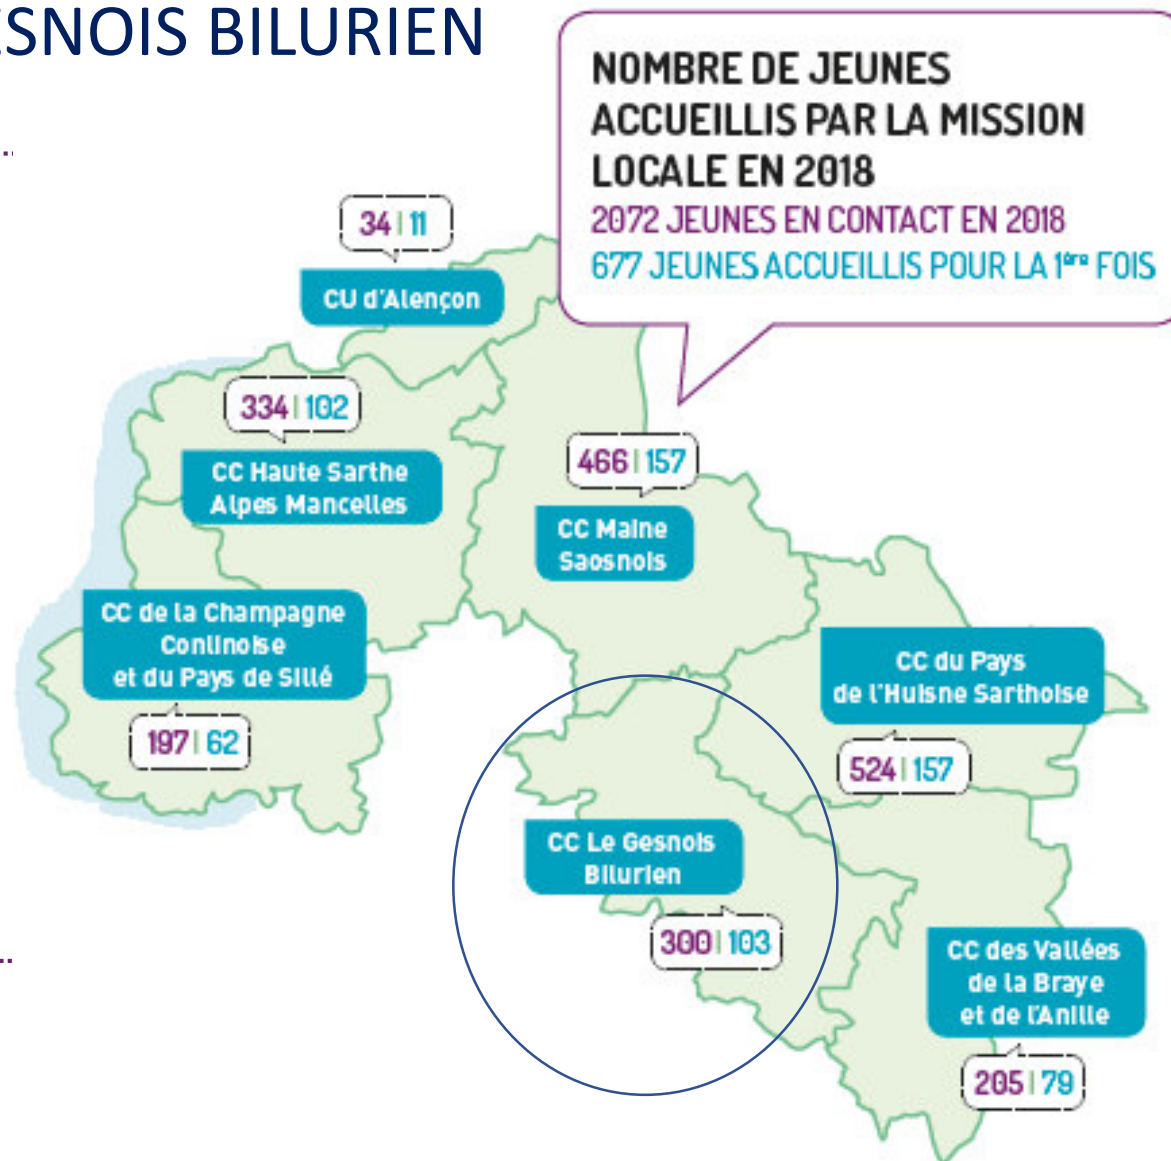 ESNOIS BILURIEN
NOMBRE DE JEUNES
ACCUEILLIS PAR LA MISSION
LOCALE EN 2018
2072 JEUNES EN CONTACT EN 2018
677 JEUNES ACCUEILLIS POUR LA 1ère FOIS
34 | 11
CU d'Alençon
334 | 102
CC Haute Sarthe
Alpes Mancelles
466 | 157
CC Maine
Saosnois
CC de la Champagne
Conlinoise
et du Pays de Sillé
197 | 62
CC du Pays
de l'Huisne Sarthoise
524 | 157
CC Le Gesnois
Bilurien
300 | 103
CC des Vallées
de la Braye
et de l'Anille
205 | 79